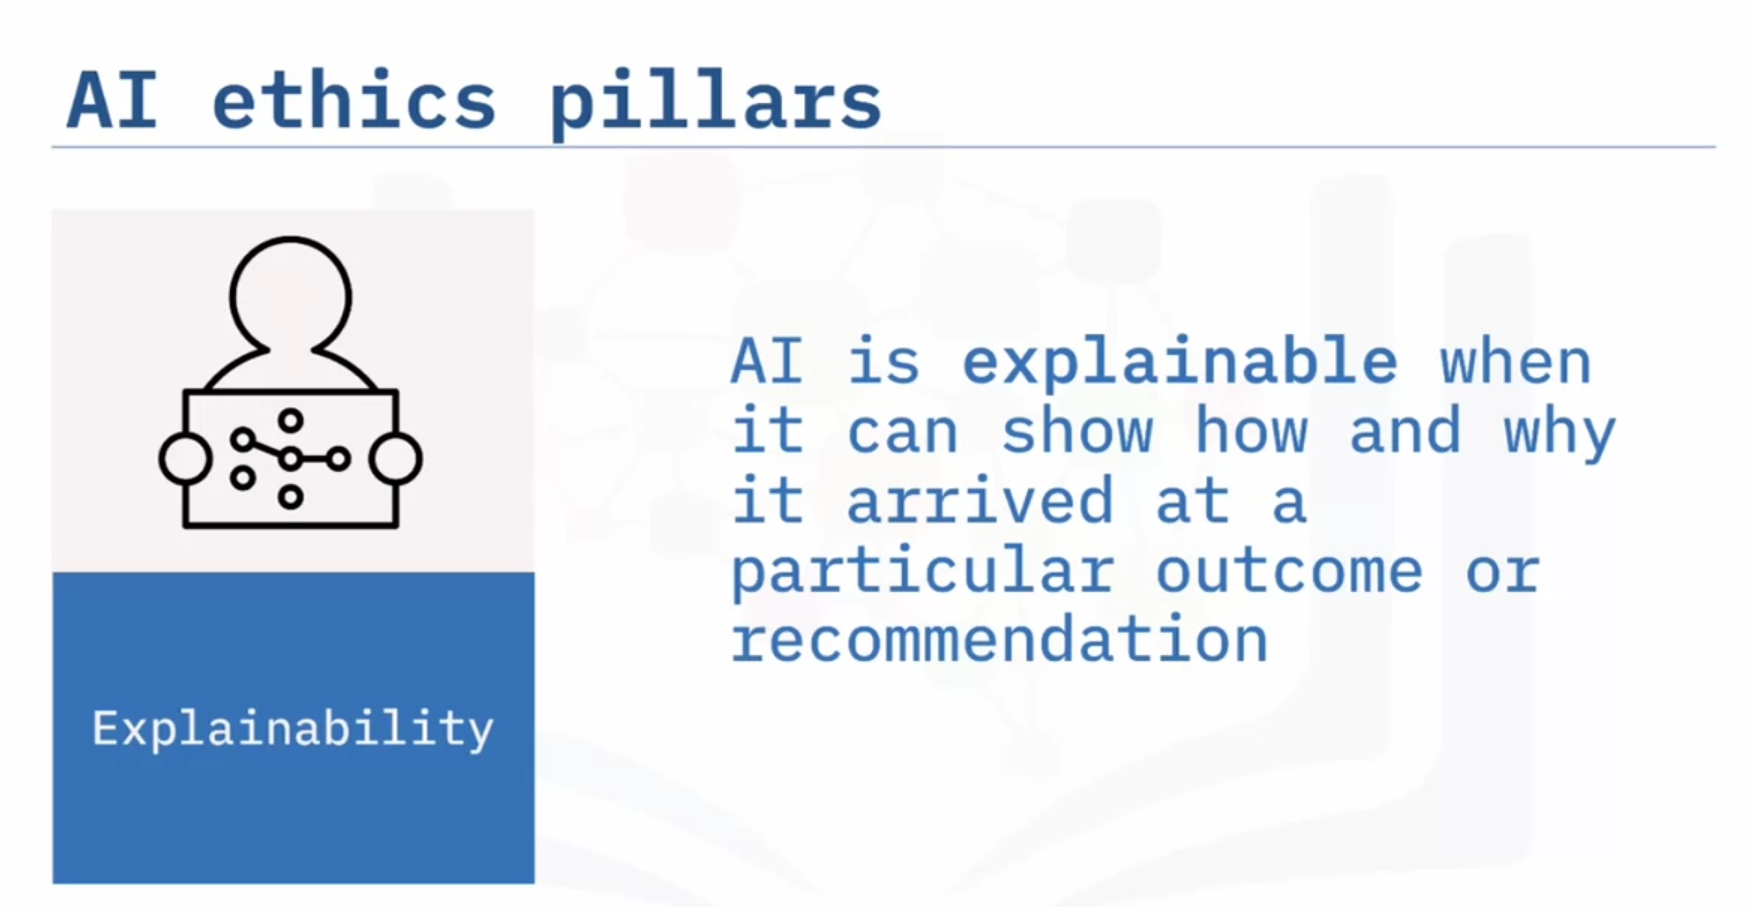 AI ethics pillars
AI is explainable when
it can show how and why
it arrived at a
particular outcome or
recommendation
Explainability